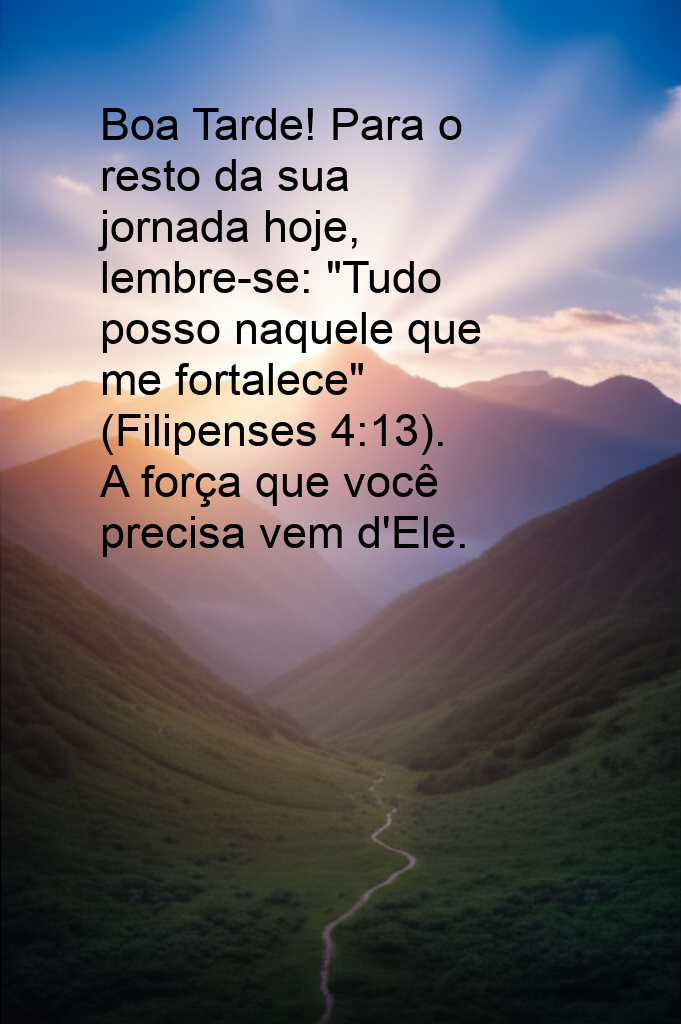 Boa Tarde! Para o
resto da sua
jornada hoje,
lembre-se: "Tudo
posso naquele que
me fortalece"
(Filipenses 4:13).
A força que você
precisa vem d'Ele.